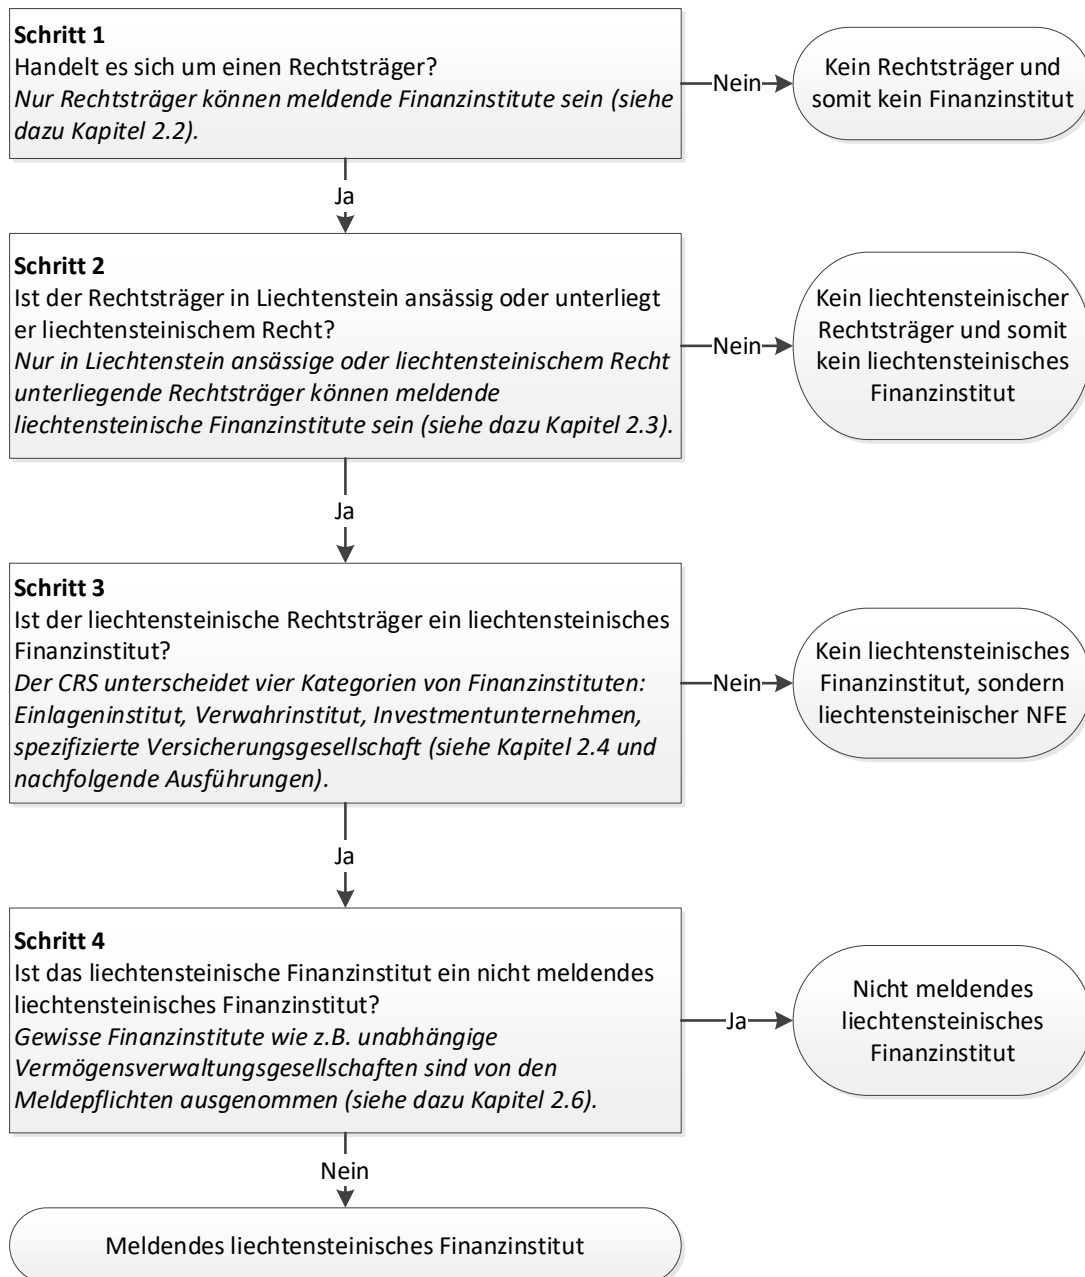 Schritt 1
Handelt es sich um einen Rechtsträger?
Nur Rechtsträger können meldende Finanzinstitute sein (siehe
dazu Kapitel 2.2).
Nein
Kein Rechtsträger und
somit kein Finanzinstitut
Ja
Schritt 2
Ist der Rechtsträger in Liechtenstein ansässig oder unterliegt
er liechtensteinischem Recht?
Nur in Liechtenstein ansässige oder liechtensteinischem Recht
unterliegende Rechtsträger können meldende
liechtensteinische Finanzinstitute sein (siehe dazu Kapitel 2.3).
Nein
Kein liechtensteinischer
Rechtsträger und somit
kein liechtensteinisches
Finanzinstitut
Ja
Schritt 3
Ist der liechtensteinische Rechtsträger ein liechtensteinisches
Finanzinstitut?
Der CRS unterscheidet vier Kategorien von Finanzinstituten:
Einlageninstitut, Verwahrinstitut, Investmentunternehmen,
spezifizierte Versicherungsgesellschaft (siehe Kapitel 2.4 und
nachfolgende Ausführungen).
Nein
Kein liechtensteinisches
Finanzinstitut, sondern
liechtensteinischer NFE
Ja
Schritt 4
Ist das liechtensteinische Finanzinstitut ein nicht meldendes
liechtensteinisches Finanzinstitut?
Gewisse Finanzinstitute wie z.B. unabhängige
Vermögensverwaltungsgesellschaften sind von den
Meldepflichten ausgenommen (siehe dazu Kapitel 2.6).
Ja
Nicht meldendes
liechtensteinisches
Finanzinstitut
Nein
Meldendes liechtensteinisches Finanzinstitut